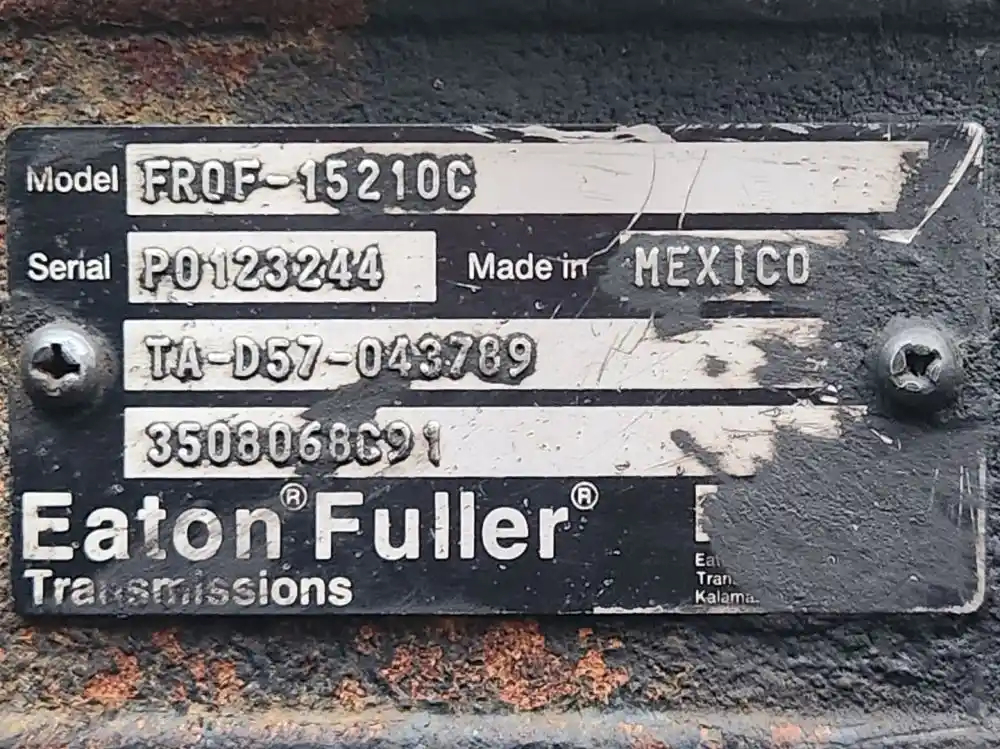 Model FROF-15210C
Serial P0123244 Made in MEXICO
TA-D57-043789
3508068C91
Eaton® Fuller®
Transmissions